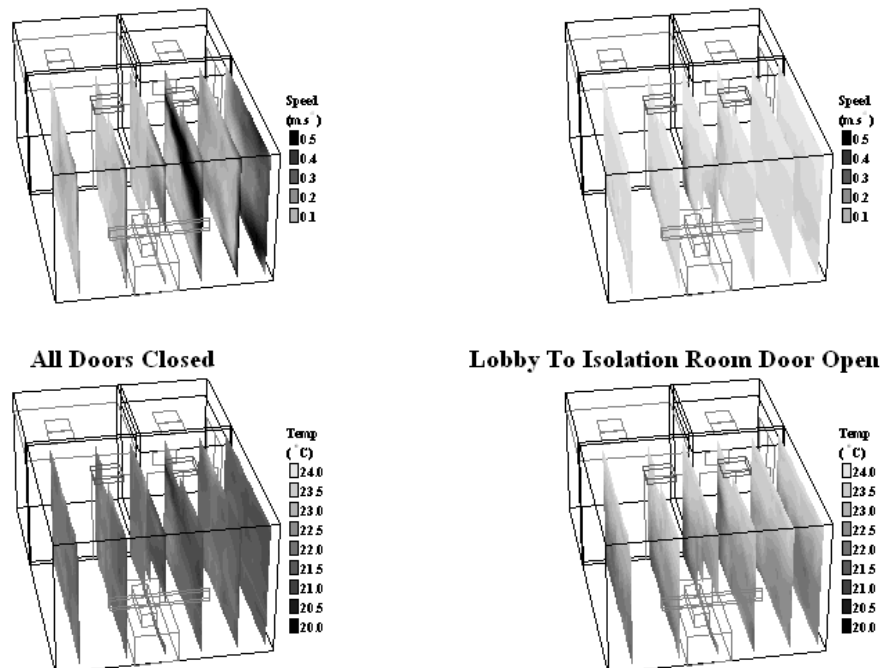 Speed
(m.s⁻)
0.5
0.4
0.3
0.2
0.1
Speed
(m.s⁻)
0.5
0.4
0.3
0.2
0.1
All Doors Closed
Lobby To Isolation Room Door Open
Temp
(°C)
24.0
23.5
23.0
22.5
22.0
21.5
21.0
20.5
20.0
Temp
(°C)
24.0
23.5
23.0
22.5
22.0
21.5
21.0
20.5
20.0